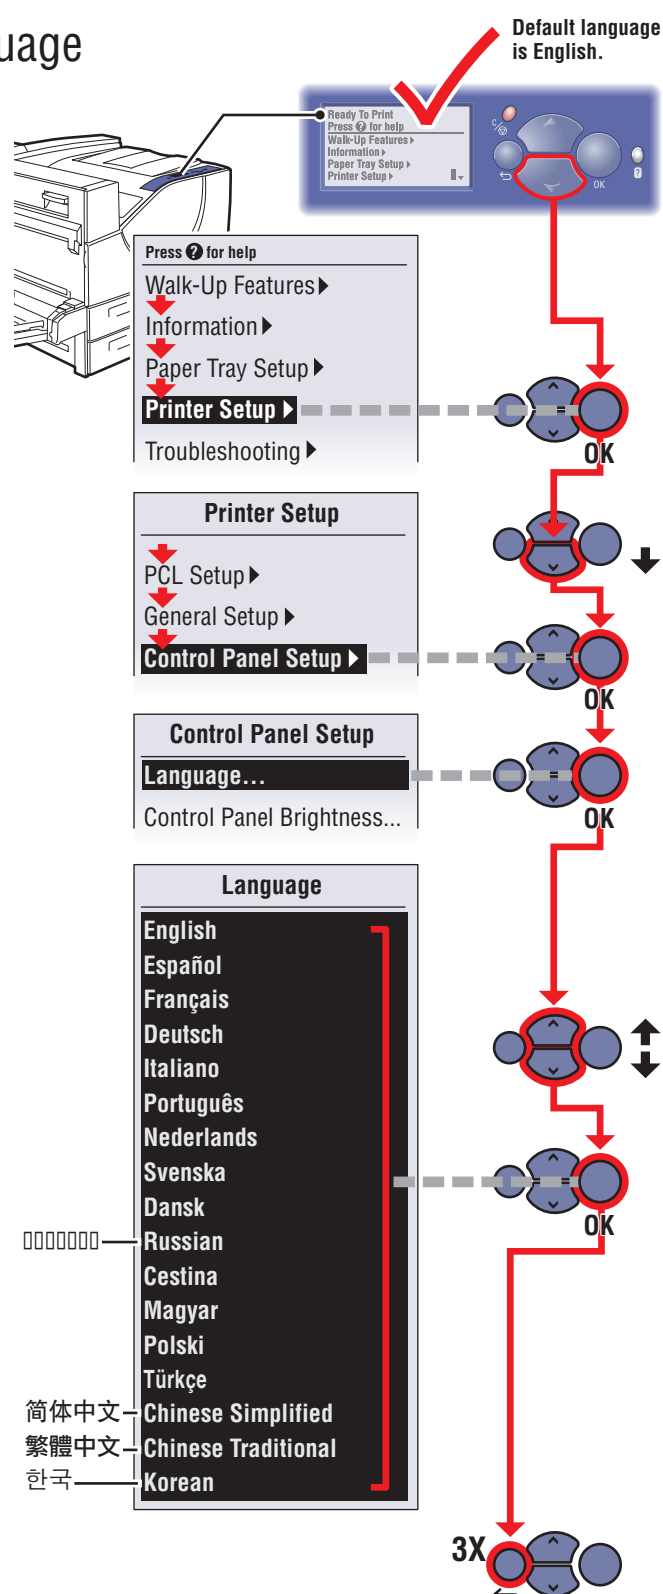 uage
Default language
is English.
Ready To Print
Press ? for help
Walk-Up Features
Information
Paper Tray Setup
Printer Setup
C/
OK
?
Press ? for help
Walk-Up Features
Information
Paper Tray Setup
Printer Setup
Troubleshooting
OK
Printer Setup
PCL Setup
General Setup
Control Panel Setup
OK
Control Panel Setup
Language...
Control Panel Brightness...
OK
Language
English
Español
Français
Deutsch
Italiano
Português
Nederlands
Svenska
Dansk
Russian
Cestina
Magyar
Polski
Türkçe
简体中文 Chinese Simplified
繁體中文 Chinese Traditional
한국 Korean
OK
3X